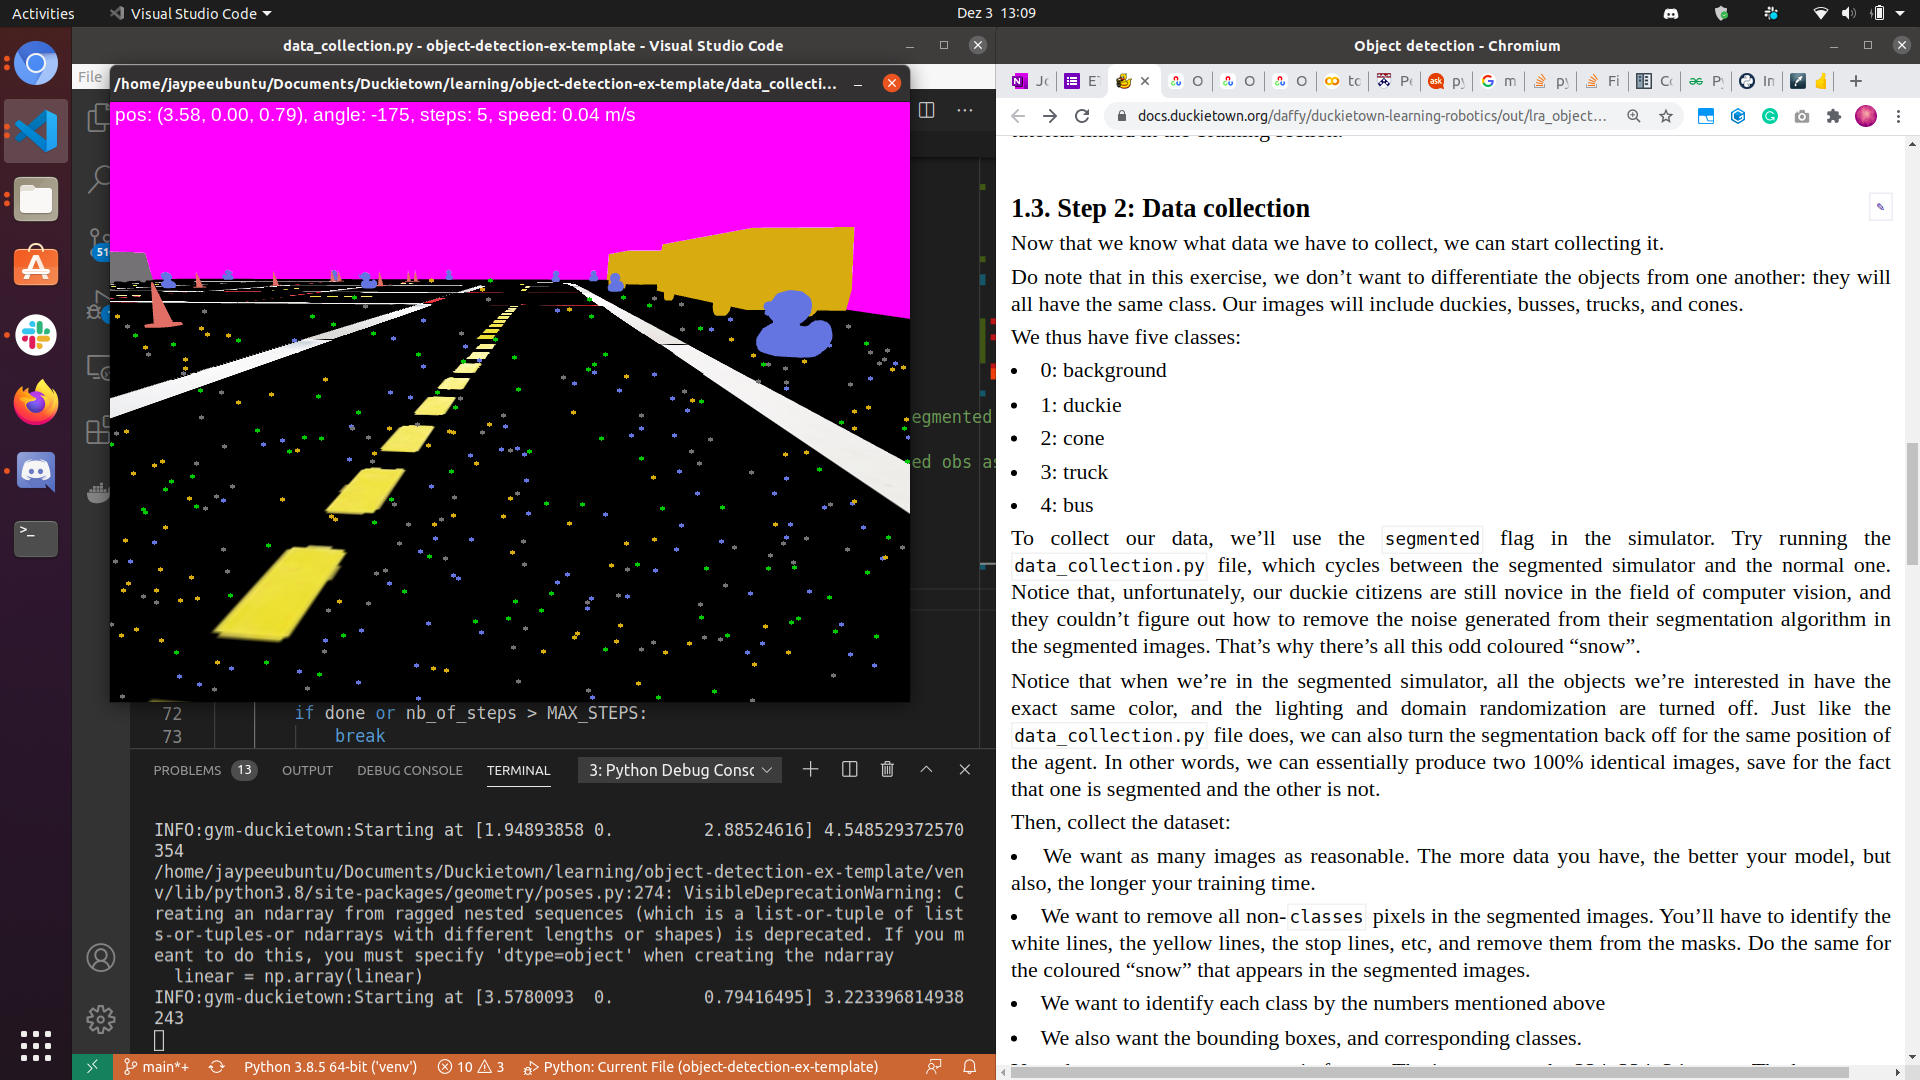 Activities
Visual Studio Code
Dez 3 13:09
data_collection.py - object-detection-ex-template - Visual Studio Code
File
/home/jaypeeubuntu/Documents/Duckietown/learning/object-detection-ex-template/data_collecti...
pos: (3.58, 0.00, 0.79), angle: -175, steps: 5, speed: 0.04 m/s
51
egmented
ed obs as
72 if done or nb_of_steps > MAX_STEPS:
73 break
PROBLEMS 13 OUTPUT DEBUG CONSOLE TERMINAL 3: Python Debug Consc
INFO:gym-duckietown:Starting at [1.94893858 0. 2.88524616] 4.548529372570
354
/home/jaypeeubuntu/Documents/Duckietown/learning/object-detection-ex-template/ven
v/lib/python3.8/site-packages/geometry/poses.py:274: VisibleDeprecationWarning: C
reating an ndarray from ragged nested sequences (which is a list-or-tuple of list
s-or-tuples-or ndarrays with different lengths or shapes) is deprecated. If you m
eant to do this, you must specify 'dtype=object' when creating the ndarray
linear = np.array(linear)
INFO:gym-duckietown:Starting at [3.5780093 0. 0.79416495] 3.223396814938
243
main*+ Python 3.8.5 64-bit ('venv') 10 3 Python: Current File (object-detection-ex-template)
Object detection - Chromium
docs.duckietown.org/daffy/duckietown-learning-robotics/out/lra_object...
1.3. Step 2: Data collection
Now that we know what data we have to collect, we can start collecting it.
Do note that in this exercise, we don’t want to differentiate the objects from one another: they will
all have the same class. Our images will include duckies, busses, trucks, and cones.
We thus have five classes:
• 0: background
• 1: duckie
• 2: cone
• 3: truck
• 4: bus
To collect our data, we’ll use the segmented flag in the simulator. Try running the
data_collection.py file, which cycles between the segmented simulator and the normal one.
Notice that, unfortunately, our duckie citizens are still novice in the field of computer vision, and
they couldn’t figure out how to remove the noise generated from their segmentation algorithm in
the segmented images. That’s why there’s all this odd coloured “snow”.
Notice that when we’re in the segmented simulator, all the objects we’re interested in have the
exact same color, and the lighting and domain randomization are turned off. Just like the
data_collection.py file does, we can also turn the segmentation back off for the same position of
the agent. In other words, we can essentially produce two 100% identical images, save for the fact
that one is segmented and the other is not.
Then, collect the dataset:
• We want as many images as reasonable. The more data you have, the better your model, but
also, the longer your training time.
• We want to remove all non-classes pixels in the segmented images. You’ll have to identify the
white lines, the yellow lines, the stop lines, etc, and remove them from the masks. Do the same for
the coloured “snow” that appears in the segmented images.
• We want to identify each class by the numbers mentioned above
• We also want the bounding boxes, and corresponding classes.